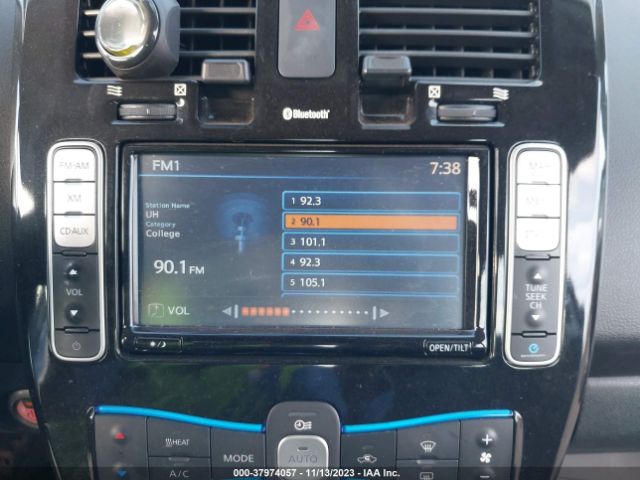 Bluetooth
FM-AM
XM
CD·AUX
VOL
FM1
7:38
Station Name
UH
Category
College
90.1 FM
1 92.3
2 90.1
3 101.1
4 92.3
5 105.1
VOL
TUNE
SEEK
CH
OPEN/TILT
HEAT
A/C
MODE
AUTO
# 37974057 - 11/13/2023 - IAA Inc.